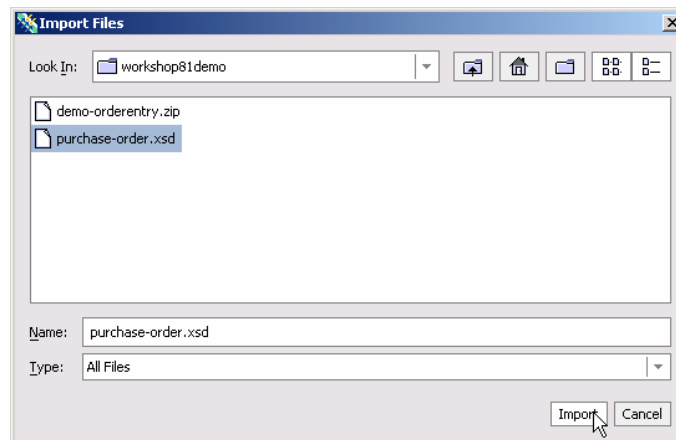 Import Files
Look In: workshop81demo
demo-orderentry.zip
purchase-order.xsd
Name: purchase-order.xsd
Type: All Files
Import Cancel